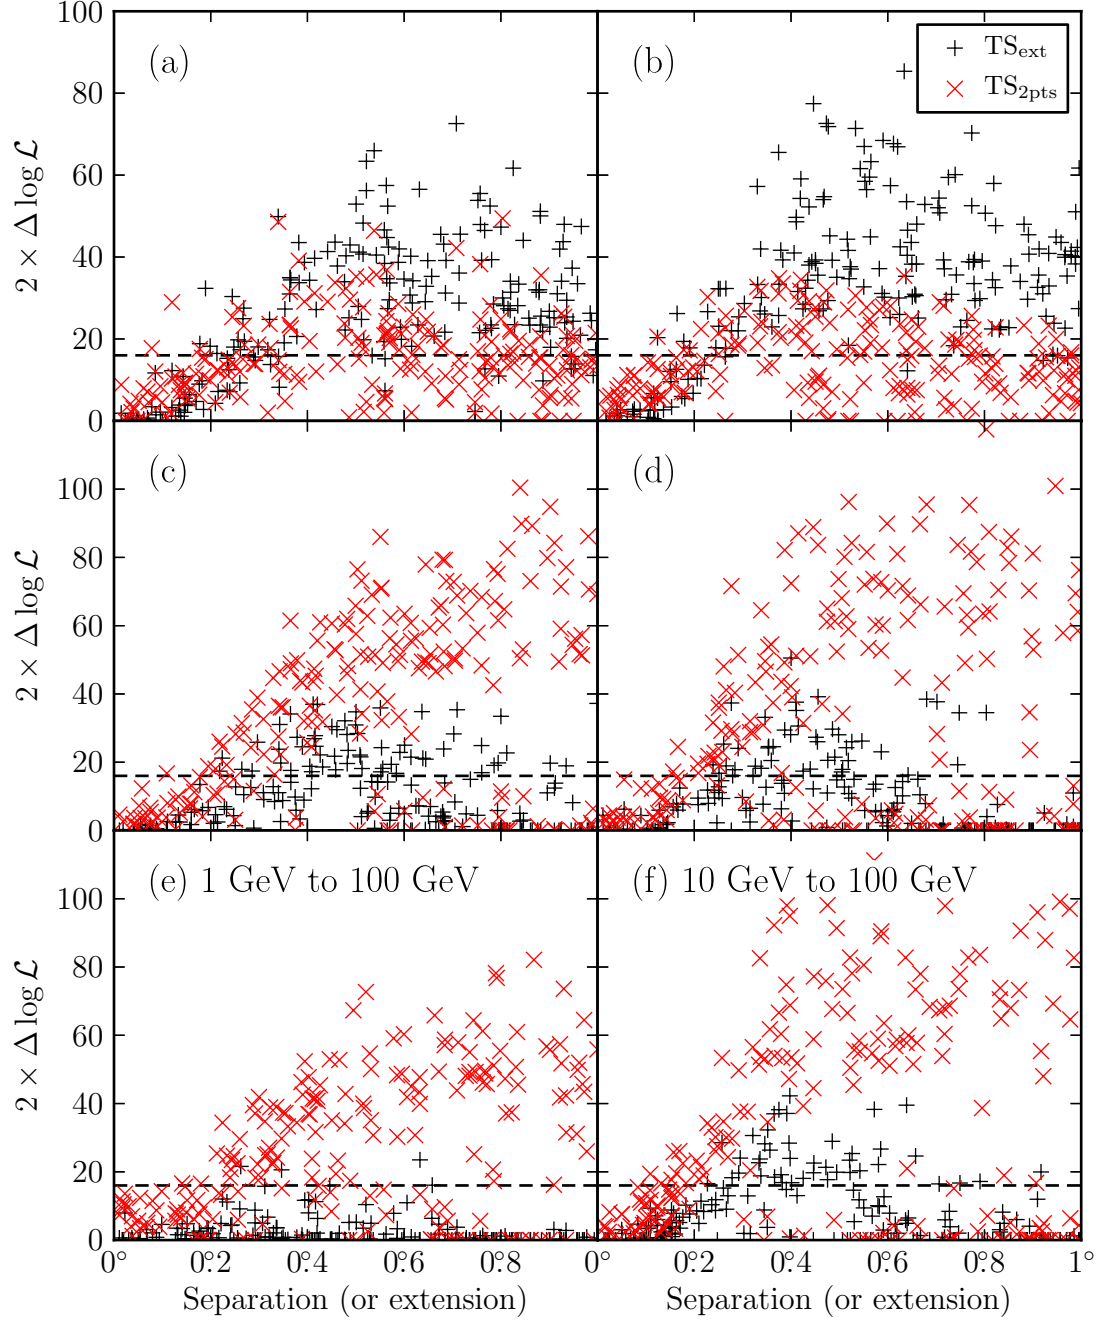 100
80
60
40
20
0
2 × Δ log ℒ
(a)
(b)
TS_ext
TS_2pts
100
80
60
40
20
0
2 × Δ log ℒ
(c)
(d)
100
80
60
40
20
0
2 × Δ log ℒ
(e) 1 GeV to 100 GeV
(f) 10 GeV to 100 GeV
0° 0.°2 0.°4 0.°6 0.°8 0° 0.°2 0.°4 0.°6 0.°8 1°
Separation (or extension) Separation (or extension)